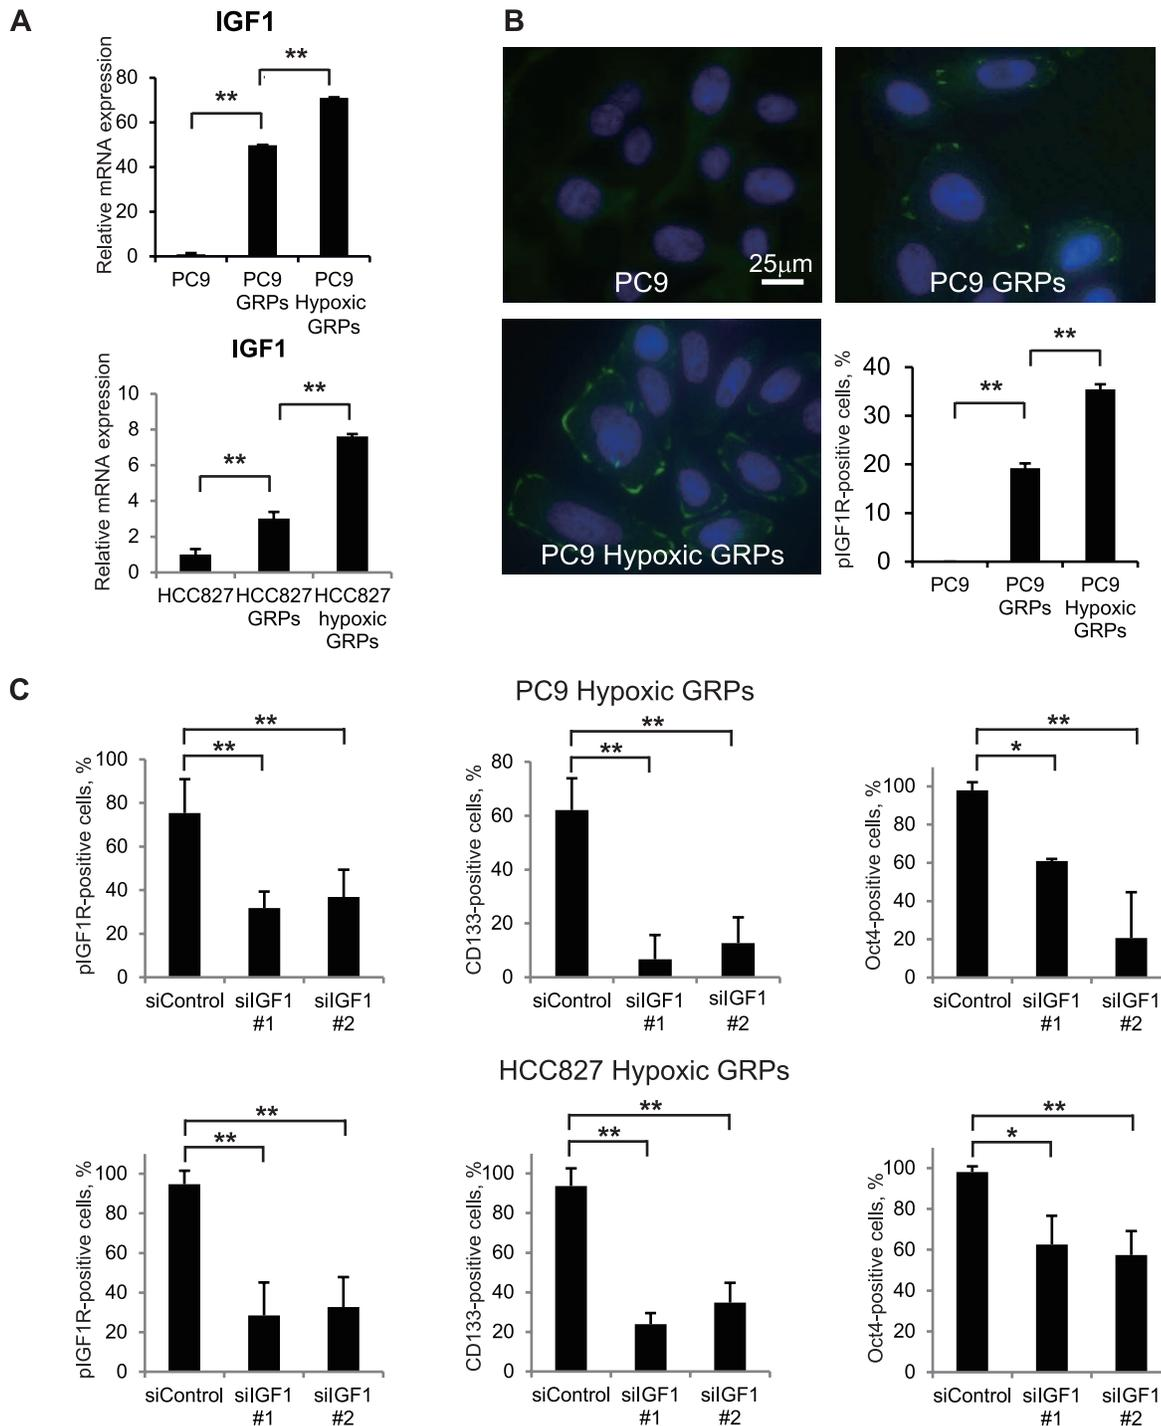 A
IGF1
Relative mRNA expression
80
60
40
20
0
** **
PC9 PC9 PC9
GRPs Hypoxic
GRPs
IGF1
Relative mRNA expression
10
8
6
4
2
0
** **
HCC827 HCC827 HCC827
GRPs hypoxic
GRPs
B
PC9
25µm
PC9 GRPs
PC9 Hypoxic GRPs
pIGF1R-positive cells, %
40
30
20
10
0
** **
PC9 PC9 PC9
GRPs Hypoxic
GRPs
C
PC9 Hypoxic GRPs
pIGF1R-positive cells, %
100
80
60
40
20
0
**
**
siControl siIGF1 siIGF1
#1 #2
CD133-positive cells, %
80
60
40
20
0
**
**
siControl siIGF1 siIGF1
#1 #2
Oct4-positive cells, %
100
80
60
40
20
0
**
*
siControl siIGF1 siIGF1
#1 #2
HCC827 Hypoxic GRPs
pIGF1R-positive cells, %
100
80
60
40
20
0
**
**
siControl siIGF1 siIGF1
#1 #2
CD133-positive cells, %
100
80
60
40
20
0
**
**
siControl siIGF1 siIGF1
#1 #2
Oct4-positive cells, %
100
80
60
40
20
0
**
*
siControl siIGF1 siIGF1
#1 #2